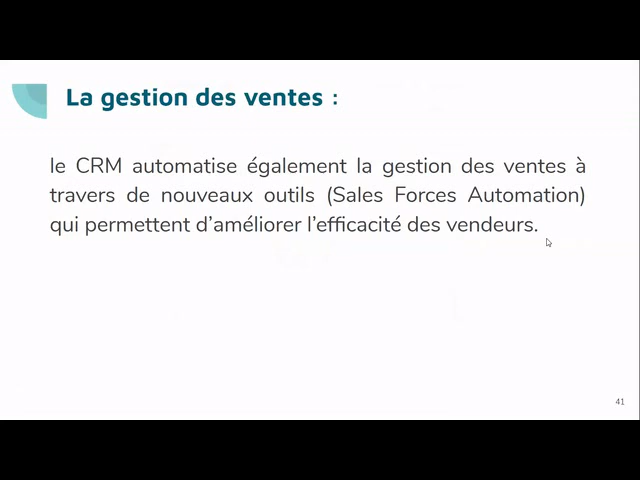 La gestion des ventes :
le CRM automatise également la gestion des ventes à
travers de nouveaux outils (Sales Forces Automation)
qui permettent d’améliorer l’efficacité des vendeurs.
41